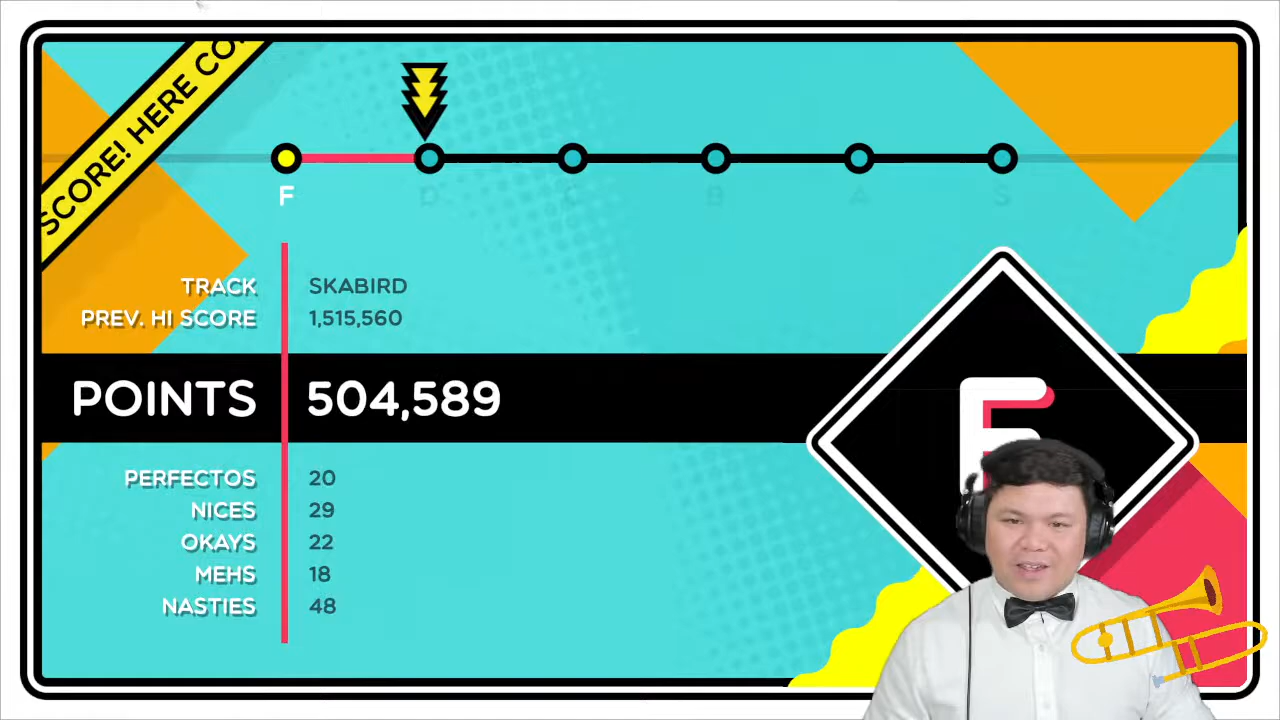 SCORE! HERE CO
F D C B A S
TRACK SKABIRD
PREV. HI SCORE 1,515,560
POINTS 504,589
F
PERFECTOS 20
NICES 29
OKAYS 22
MEHS 18
NASTIES 48